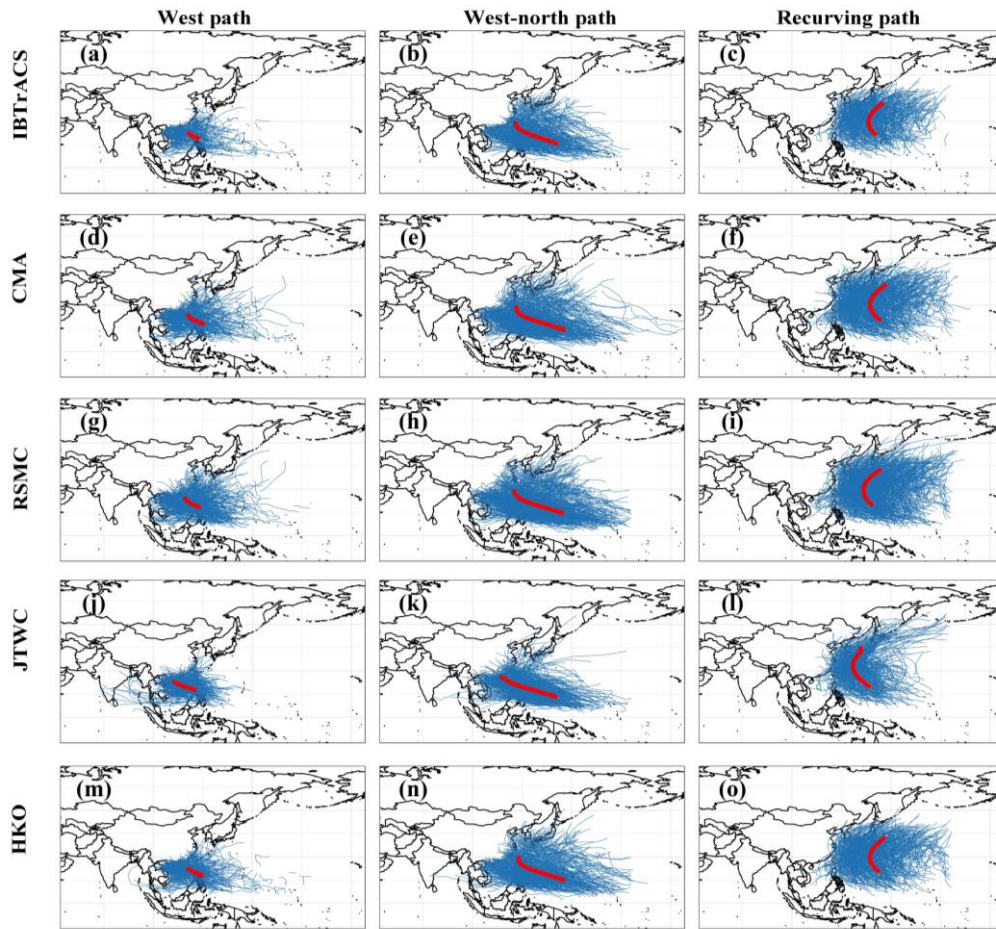 West path West-north path Recurving path
IBTrACS (a) (b) (c)
CMA (d) (e) (f)
RSMC (g) (h) (i)
JTWC (j) (k) (l)
HKO (m) (n) (o)